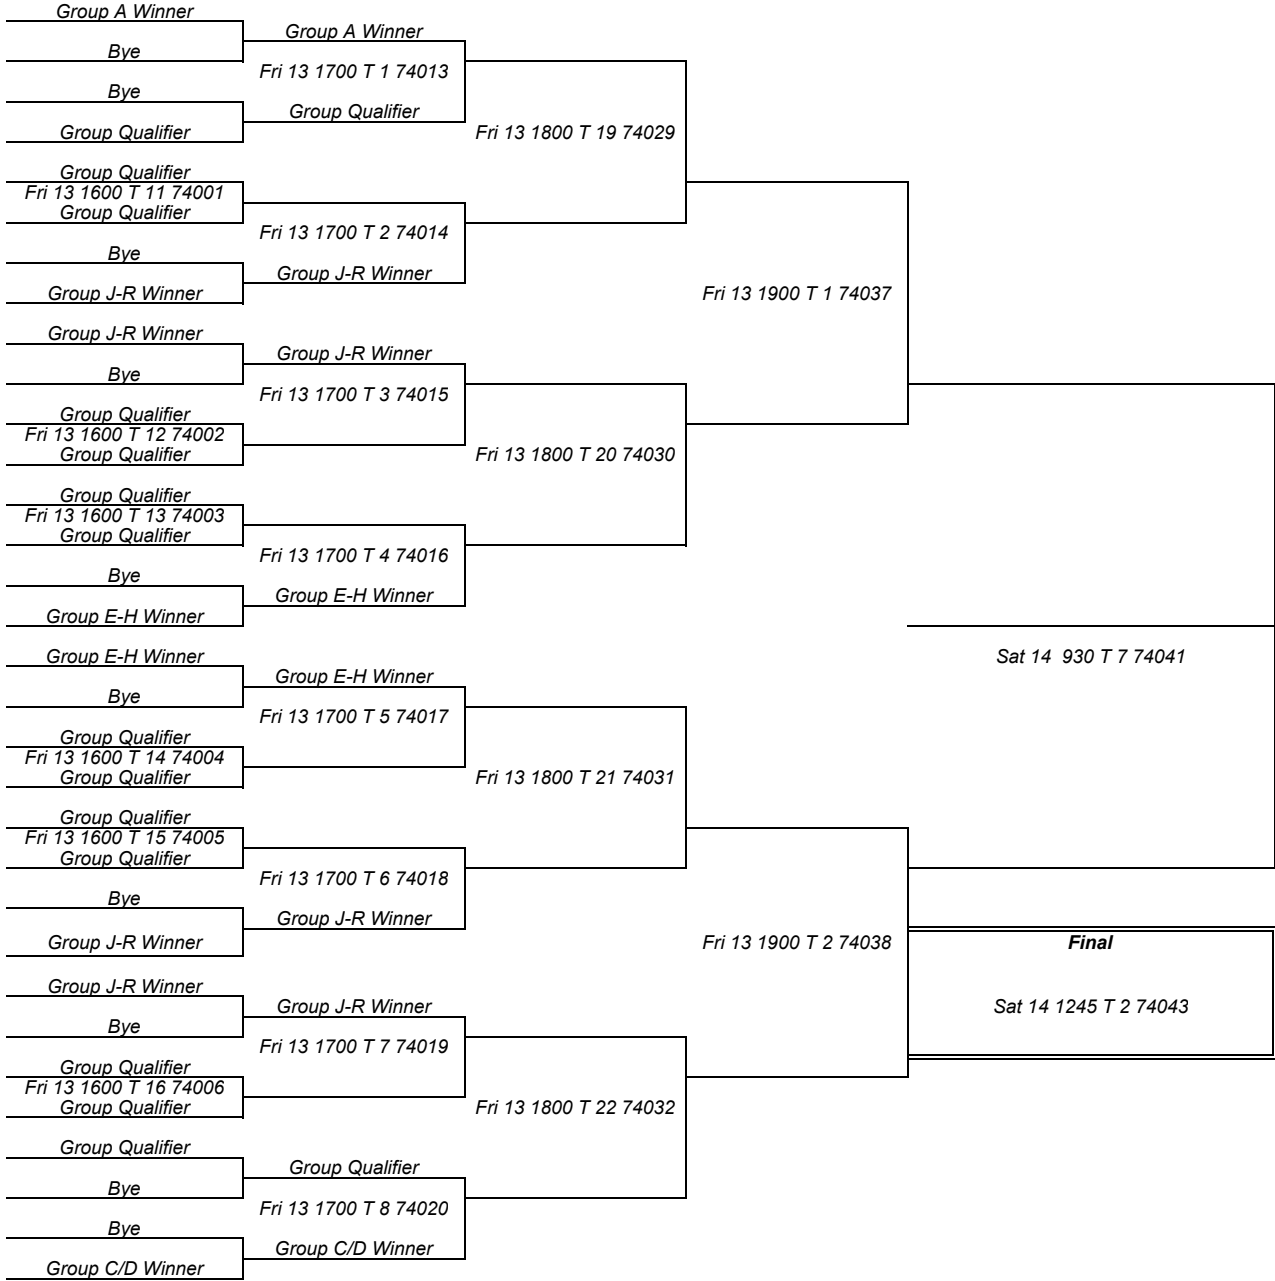 Group A Winner
Bye
Bye
Group Qualifier
Group Qualifier
Fri 13 1600 T 11 74001
Group Qualifier
Bye
Group J-R Winner
Group J-R Winner
Bye
Group Qualifier
Fri 13 1600 T 12 74002
Group Qualifier
Group Qualifier
Fri 13 1600 T 13 74003
Group Qualifier
Bye
Group E-H Winner
Group E-H Winner
Bye
Group Qualifier
Fri 13 1600 T 14 74004
Group Qualifier
Group Qualifier
Fri 13 1600 T 15 74005
Group Qualifier
Bye
Group J-R Winner
Group J-R Winner
Bye
Group Qualifier
Fri 13 1600 T 16 74006
Group Qualifier
Group Qualifier
Bye
Bye
Group C/D Winner
Group A Winner
Fri 13 1700 T 1 74013
Group Qualifier
Fri 13 1700 T 2 74014
Group J-R Winner
Group J-R Winner
Fri 13 1700 T 3 74015
Fri 13 1700 T 4 74016
Group E-H Winner
Group E-H Winner
Fri 13 1700 T 5 74017
Fri 13 1700 T 6 74018
Group J-R Winner
Group J-R Winner
Fri 13 1700 T 7 74019
Group Qualifier
Fri 13 1700 T 8 74020
Group C/D Winner
Fri 13 1800 T 19 74029
Fri 13 1800 T 20 74030
Fri 13 1800 T 21 74031
Fri 13 1800 T 22 74032
Fri 13 1900 T 1 74037
Fri 13 1900 T 2 74038
Sat 14 930 T 7 74041
Final
Sat 14 1245 T 2 74043